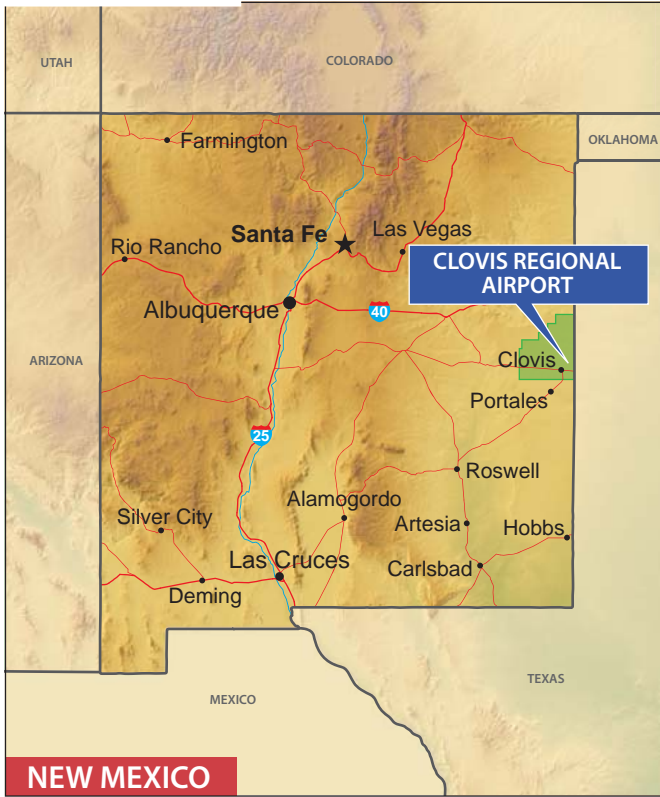 UTAH
COLORADO
OKLAHOMA
Farmington
Santa Fe
Las Vegas
Rio Rancho
CLOVIS REGIONAL
AIRPORT
Albuquerque
40
ARIZONA
Clovis
Portales
25
Roswell
Alamogordo
Silver City
Artesia
Hobbs
Las Cruces
Carlsbad
Deming
TEXAS
MEXICO
NEW MEXICO